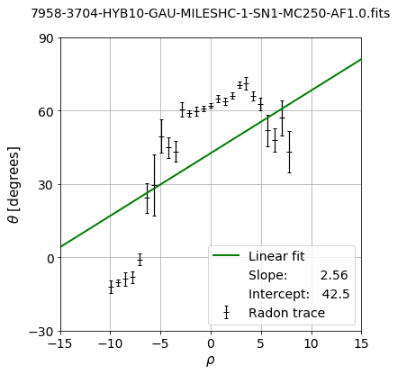 7958-3704-HYB10-GAU-MILESHC-1-SN1-MC250-AF1.0.fits
90
60
30
0
−30
θ [degrees]
Linear fit
Slope: 2.56
Intercept: 42.5
Radon trace
−15 −10 −5 0 5 10 15
ρ